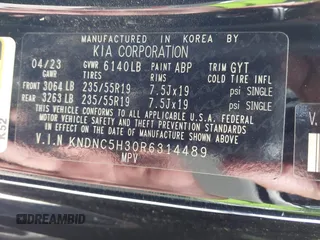 MANUFACTURED IN KOREA BY
KIA CORPORATION
04/23 GVWR 6140LB PAINT ABP TRIM GYT
GAWR TIRES RIMS COLD TIRE INFL
FRONT 3064 LB 235/55R19 7.5Jx19 psi SINGLE
REAR 3263 LB 235/55R19 7.5Jx19 psi SINGLE
THIS VEHICLE CONFORMS TO ALL APPLICABLE U.S.A. FEDERAL
MOTOR VEHICLE SAFETY AND BUMPER STANDARDS IN EFFECT
ON THE DATE OF MANUFACTURE SHOWN ABOVE.
V.I.N KNDNC5H30R6314489
MPV
K52
V.
DREAMBID